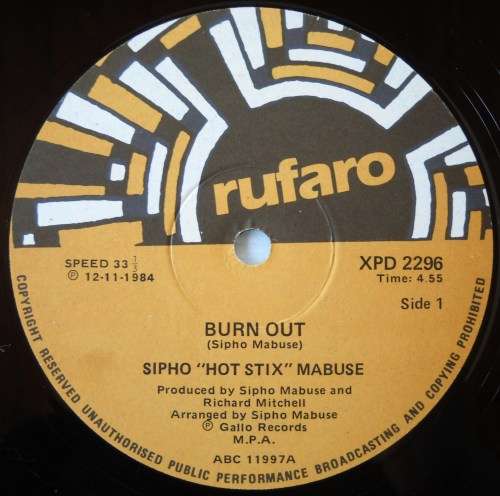 rufaro
SPEED 33 1/3
Ⓟ 12-11-1984
XPD 2296
Time: 4.55
Side 1
BURN OUT
(Sipho Mabuse)
SIPHO "HOT STIX" MABUSE
Produced by Sipho Mabuse and
Richard Mitchell
Arranged by Sipho Mabuse
Ⓟ Gallo Records
M.P.A.
ABC 11997A
COPYRIGHT RESERVED UNAUTHORISED PUBLIC PERFORMANCE BROADCASTING AND COPYING PROHIBITED